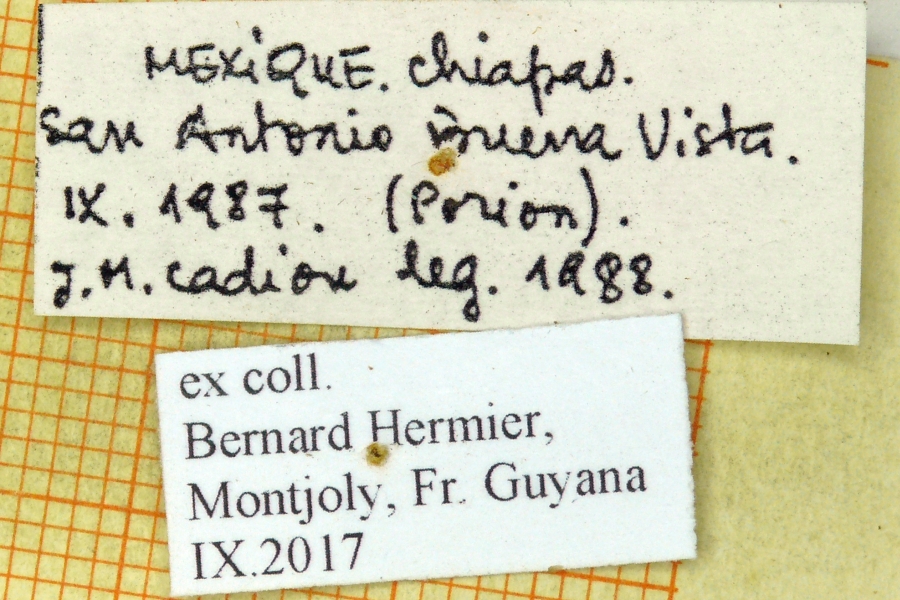 MEXIQUE. Chiapas.
San Antonio Buena Vista.
IX. 1987. (Porion).
J.M. Cadiou leg. 1988.
ex coll.
Bernard Hermier,
Montjoly, Fr. Guyana
IX.2017